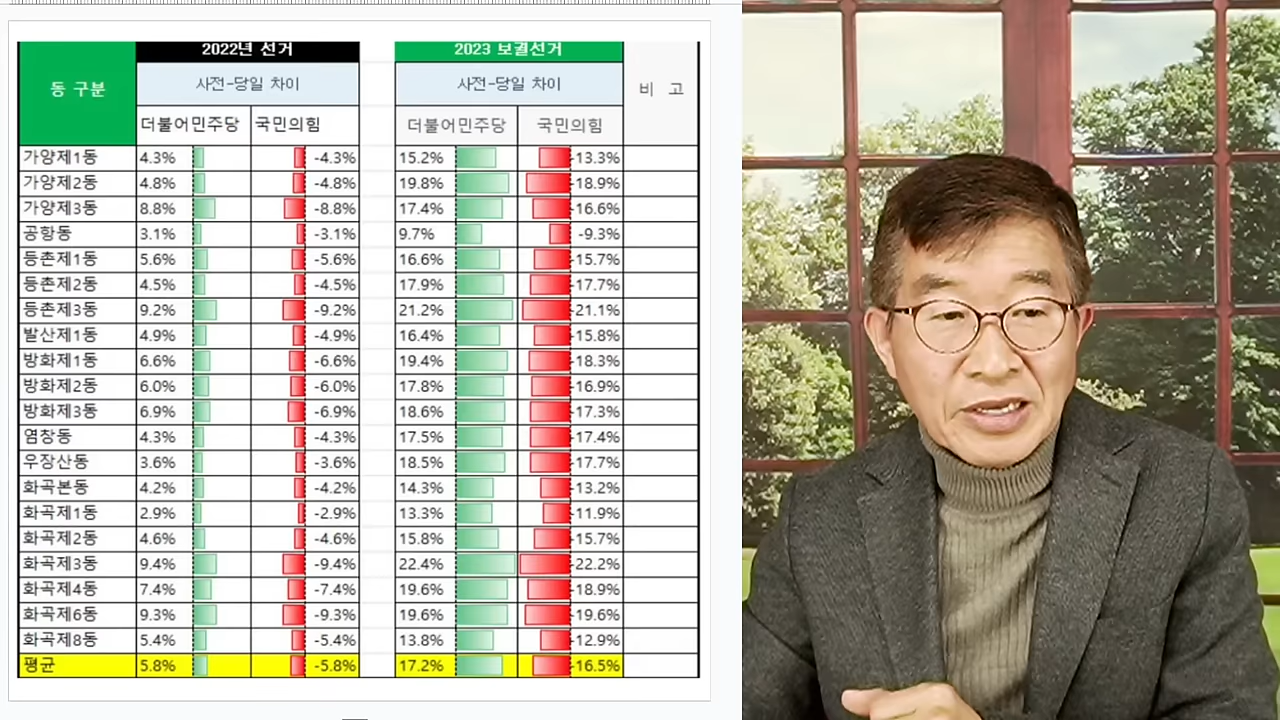 동 구분 2022년 선거 2023 보궐선거 비 고
사전-당일 차이 사전-당일 차이
더불어민주당 국민의힘 더불어민주당 국민의힘
가양제1동 4.3% -4.3% 15.2% -13.3%
가양제2동 4.8% -4.8% 19.8% -18.9%
가양제3동 8.8% -8.8% 17.4% -16.6%
공항동 3.1% -3.1% 9.7% -9.3%
등촌제1동 5.6% -5.6% 16.6% -15.7%
등촌제2동 4.5% -4.5% 17.9% -17.7%
등촌제3동 9.2% -9.2% 21.2% -21.1%
발산제1동 4.9% -4.9% 16.4% -15.8%
방화제1동 6.6% -6.6% 19.4% -18.3%
방화제2동 6.0% -6.0% 17.8% -16.9%
방화제3동 6.9% -6.9% 18.6% -17.3%
염창동 4.3% -4.3% 17.5% -17.4%
우장산동 3.6% -3.6% 18.5% -17.7%
화곡본동 4.2% -4.2% 14.3% -13.2%
화곡제1동 2.9% -2.9% 13.3% -11.9%
화곡제2동 4.6% -4.6% 15.8% -15.7%
화곡제3동 9.4% -9.4% 22.4% -22.2%
화곡제4동 7.4% -7.4% 19.6% -18.9%
화곡제6동 9.3% -9.3% 19.6% -19.6%
화곡제8동 5.4% -5.4% 13.8% -12.9%
평균 5.8% -5.8% 17.2% -16.5%